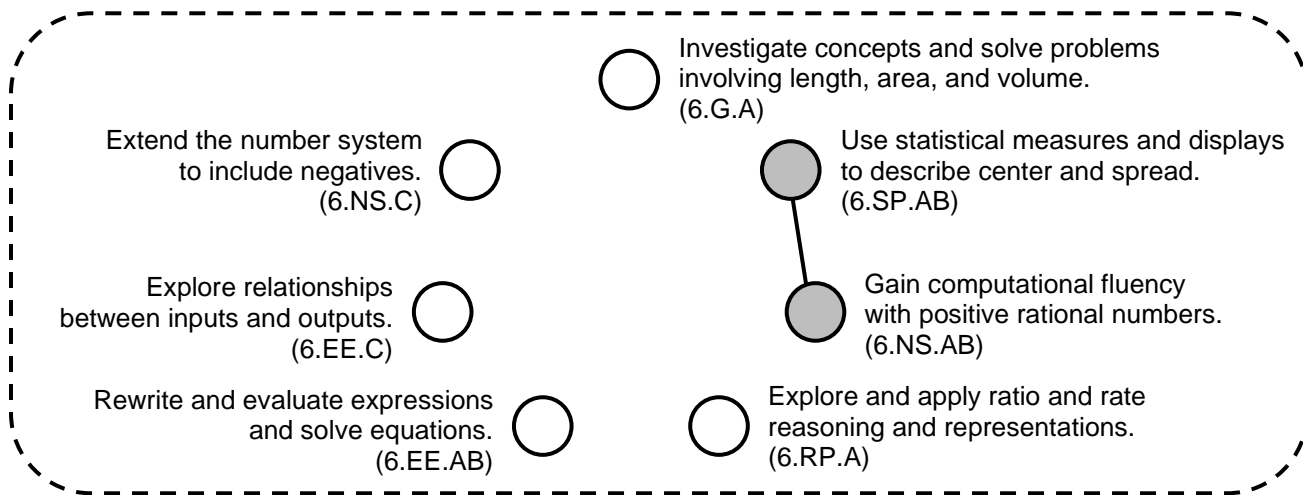 Investigate concepts and solve problems
involving length, area, and volume.
(6.G.A)
Extend the number system
to include negatives.
(6.NS.C)
Use statistical measures and displays
to describe center and spread.
(6.SP.AB)
Explore relationships
between inputs and outputs.
(6.EE.C)
Gain computational fluency
with positive rational numbers.
(6.NS.AB)
Rewrite and evaluate expressions
and solve equations.
(6.EE.AB)
Explore and apply ratio and rate
reasoning and representations.
(6.RP.A)